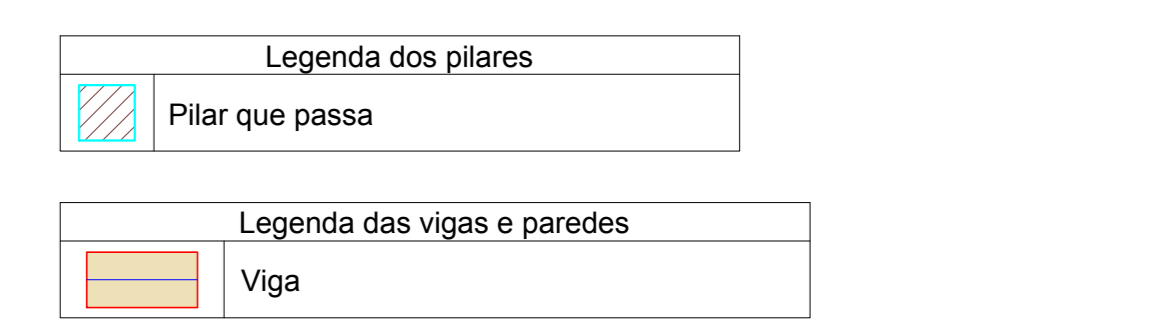 Legenda dos pilares
Pilar que passa
Legenda das vigas e paredes
Viga